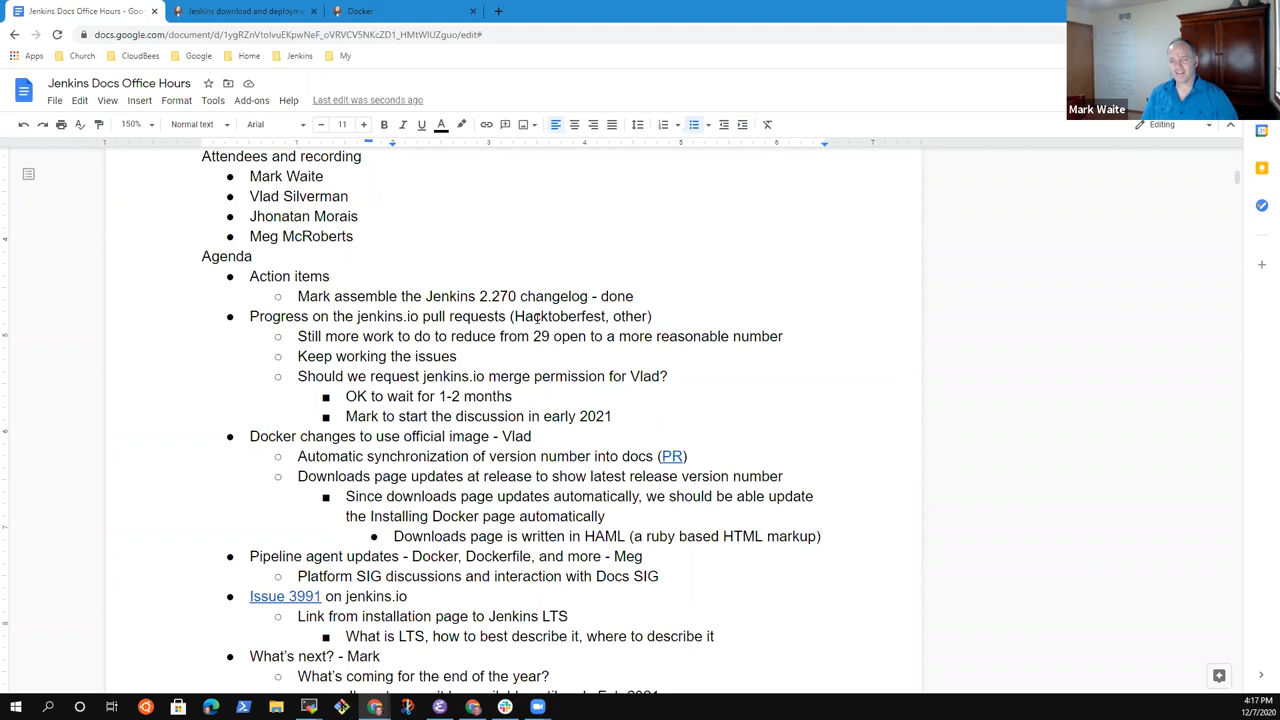 Jenkins Docs Office Hours - Goo
Jenkins download and deploym
Docker
docs.google.com/document/d/1ygRZnVtoIvuEKpwNeF_oVRVCV5NKcZD1_HMtWIUZguo/edit#
Apps
Church
CloudBees
Google
Home
Jenkins
My
Mark Waite
Jenkins Docs Office Hours
File Edit View Insert Format Tools Add-ons Help Last edit was seconds ago
150% Normal text Arial 11 Editing
1 1 2 3 4 5 6 7
Attendees and recording
● Mark Waite
● Vlad Silverman
● Jhonatan Morais
● Meg McRoberts
Agenda
● Action items
○ Mark assemble the Jenkins 2.270 changelog - done
● Progress on the jenkins.io pull requests (Hacktoberfest, other)
○ Still more work to do to reduce from 29 open to a more reasonable number
○ Keep working the issues
○ Should we request jenkins.io merge permission for Vlad?
■ OK to wait for 1-2 months
■ Mark to start the discussion in early 2021
● Docker changes to use official image - Vlad
○ Automatic synchronization of version number into docs (PR)
○ Downloads page updates at release to show latest release version number
■ Since downloads page updates automatically, we should be able update
the Installing Docker page automatically
● Downloads page is written in HAML (a ruby based HTML markup)
● Pipeline agent updates - Docker, Dockerfile, and more - Meg
○ Platform SIG discussions and interaction with Docs SIG
● Issue 3991 on jenkins.io
○ Link from installation page to Jenkins LTS
■ What is LTS, how to best describe it, where to describe it
● What's next? - Mark
○ What's coming for the end of the year?
4:17 PM
12/7/2020